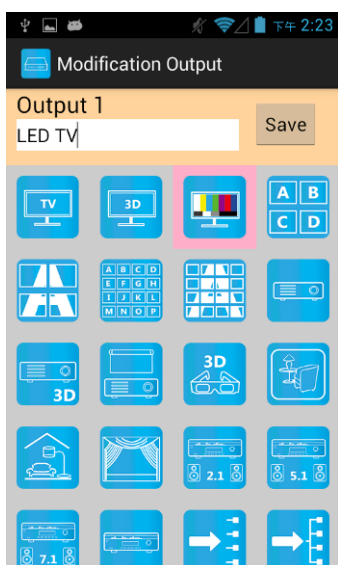 下午 2:23
Modification Output
Output 1
Save
LED TV
TV
3D
A B
C D
A B C D
E F G H
I J K L
M N O P
3D
3D
2.1
5.1
7.1